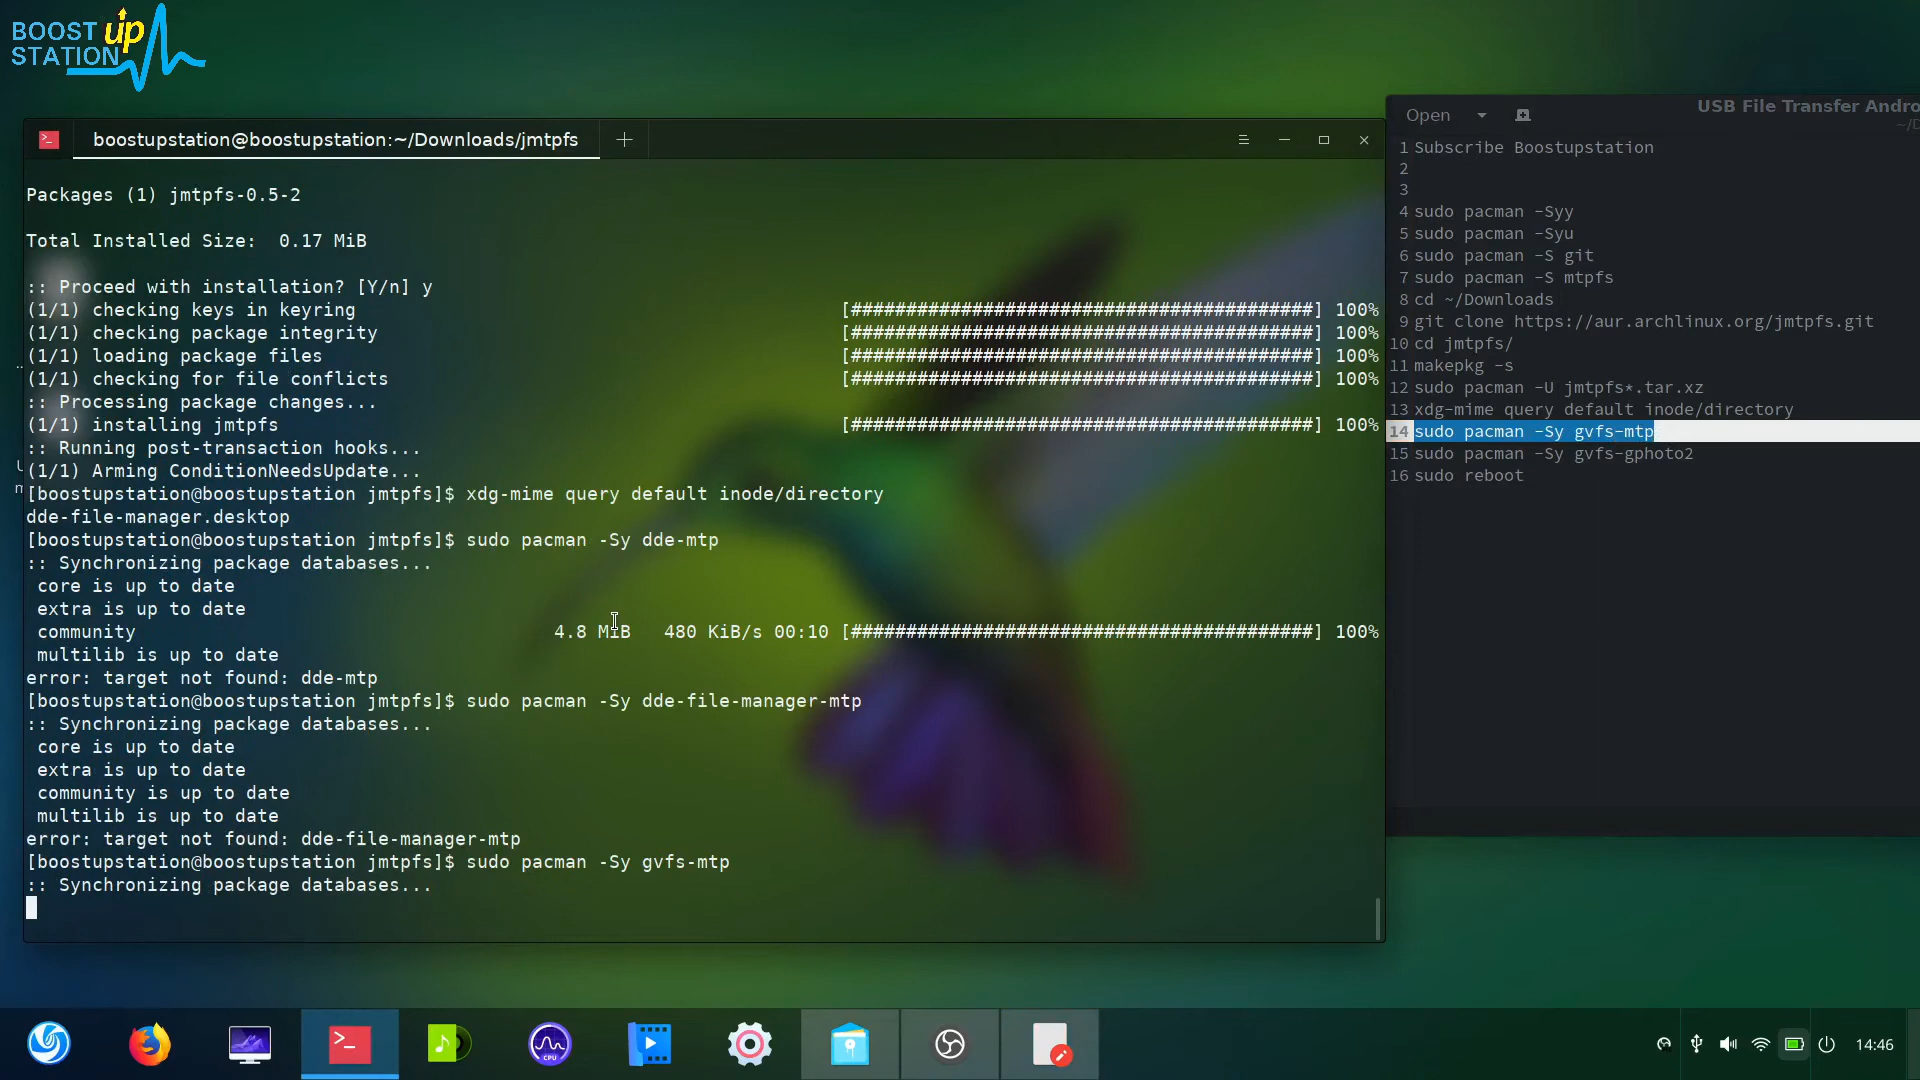 BOOST up
STATION
boostupstation@boostupstation:~/Downloads/jmtpfs
Packages (1) jmtpfs-0.5-2
Total Installed Size:  0.17 MiB
:: Proceed with installation? [Y/n] y
(1/1) checking keys in keyring [##########################################] 100%
(1/1) checking package integrity [##########################################] 100%
(1/1) loading package files [##########################################] 100%
(1/1) checking for file conflicts [##########################################] 100%
:: Processing package changes...
(1/1) installing jmtpfs [##########################################] 100%
:: Running post-transaction hooks...
(1/1) Arming ConditionNeedsUpdate...
[boostupstation@boostupstation jmtpfs]$ xdg-mime query default inode/directory
dde-file-manager.desktop
[boostupstation@boostupstation jmtpfs]$ sudo pacman -Sy dde-mtp
:: Synchronizing package databases...
core is up to date
extra is up to date
community 4.8 MiB 480 KiB/s 00:10 [##########################################] 100%
multilib is up to date
error: target not found: dde-mtp
[boostupstation@boostupstation jmtpfs]$ sudo pacman -Sy dde-file-manager-mtp
:: Synchronizing package databases...
core is up to date
extra is up to date
community is up to date
multilib is up to date
error: target not found: dde-file-manager-mtp
[boostupstation@boostupstation jmtpfs]$ sudo pacman -Sy gvfs-mtp
:: Synchronizing package databases...
USB File Transfer Andro
Open
~/D
1 Subscribe Boostupstation
2
3
4 sudo pacman -Syy
5 sudo pacman -Syu
6 sudo pacman -S git
7 sudo pacman -S mtpfs
8 cd ~/Downloads
9 git clone https://aur.archlinux.org/jmtpfs.git
10 cd jmtpfs/
11 makepkg -s
12 sudo pacman -U jmtpfs*.tar.xz
13 xdg-mime query default inode/directory
14 sudo pacman -Sy gvfs-mtp
15 sudo pacman -Sy gvfs-gphoto2
16 sudo reboot
CPU
14:46